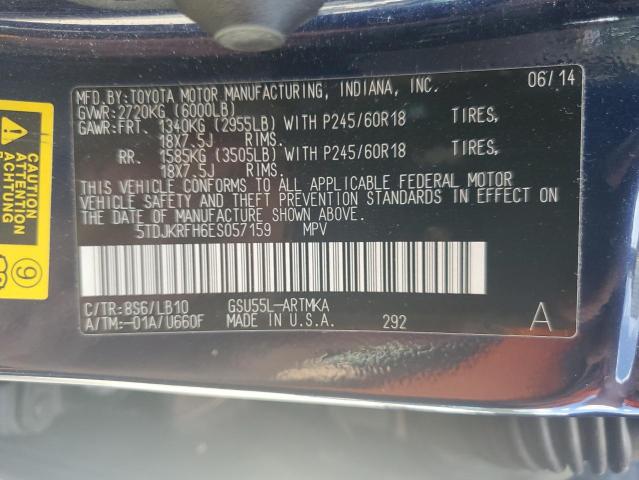 MFD.BY:TOYOTA MOTOR MANUFACTURING, INDIANA, INC. 06/14
GVWR:2720KG (6000LB)
GAWR:FRT. 1340KG (2955LB) WITH P245/60R18 TIRES,
18X7.5J RIMS.
RR. 1585KG (3505LB) WITH P245/60R18 TIRES,
18X7.5J RIMS.
THIS VEHICLE CONFORMS TO ALL APPLICABLE FEDERAL MOTOR
VEHICLE SAFETY AND THEFT PREVENTION STANDARDS IN EFFECT ON
THE DATE OF MANUFACTURE SHOWN ABOVE.
5TDJKRFH6ES057159 MPV
C/TR:8S6/LB10 GSU55L-ARTMKA
A/TM:-01A/U660F MADE IN U.S.A. 292 A
CAUTION
ATTENTION
ACHTUNG
9